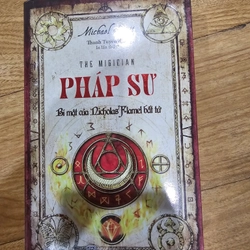 Michael
THE MAGICIAN
PHÁP SƯ
Bí mật của Nicholas Flamel bất tử